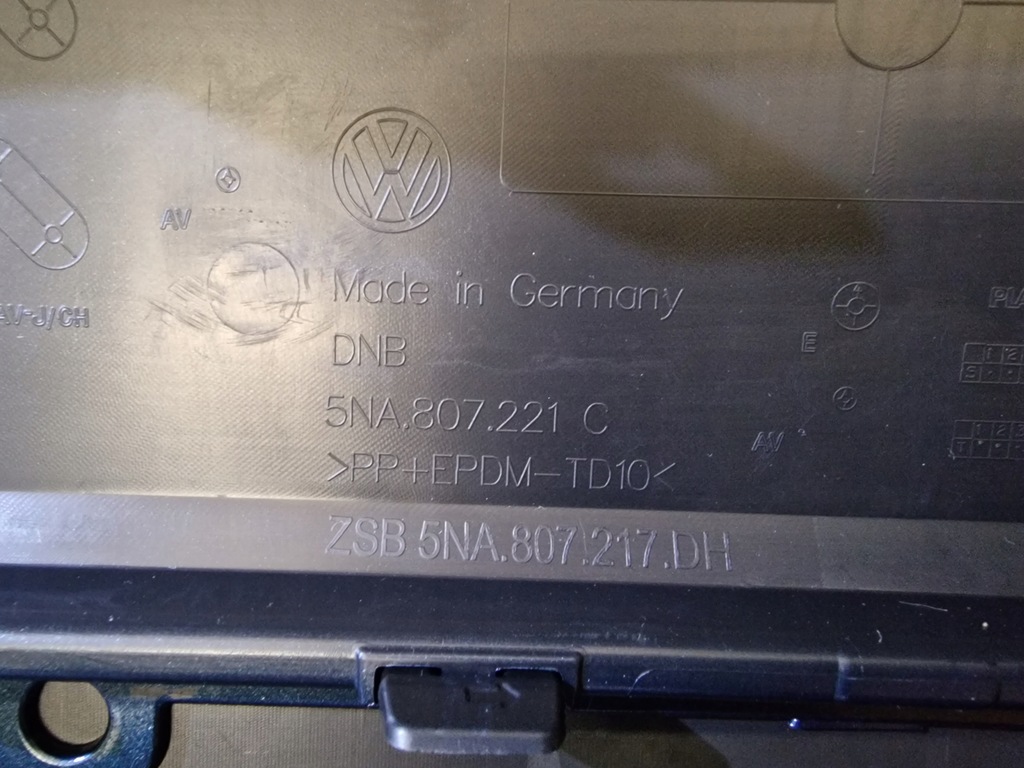 AV
AV-J/CH
Made in Germany
DNB
5NA.807.221 C
>PP+EPDM-TD10<
ZSB 5NA.807.217.DH
E
AV